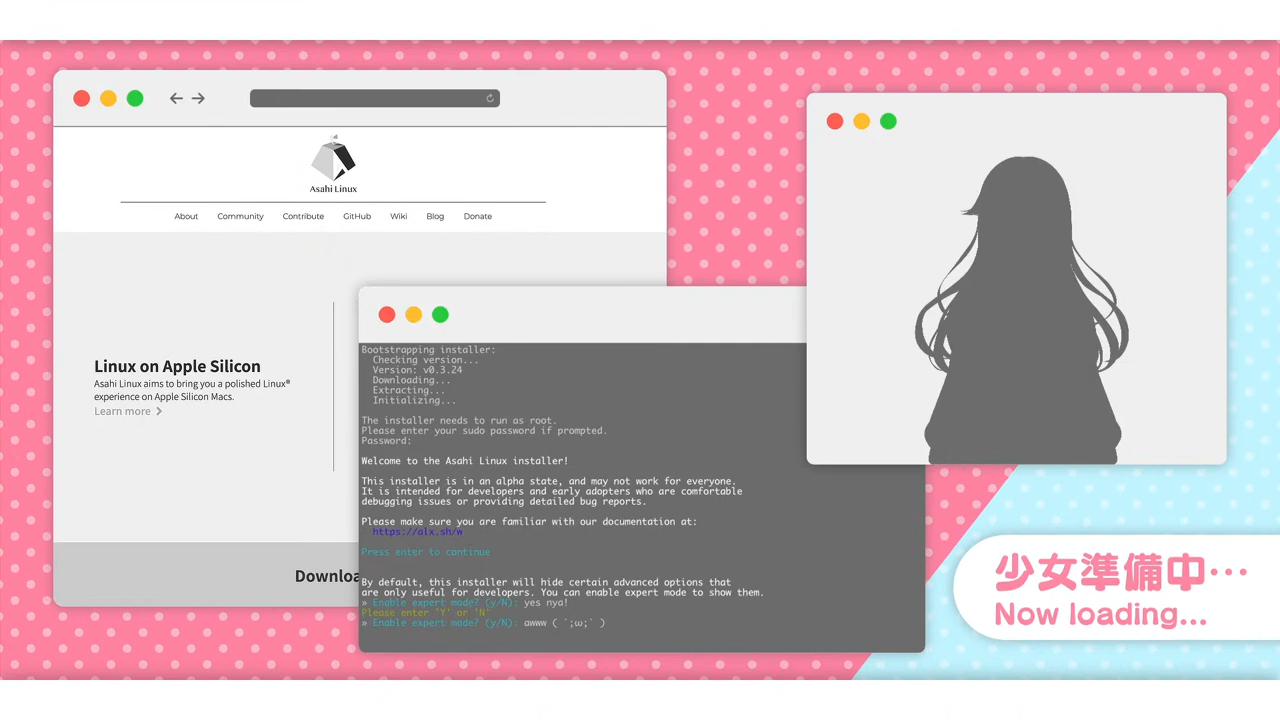 Asahi Linux
About Community Contribute GitHub Wiki Blog Donate
Linux on Apple Silicon
Asahi Linux aims to bring you a polished Linux®
experience on Apple Silicon Macs.
Learn more
Bootstrapping installer:
Checking version...
Version: v0.3.24
Downloading...
Extracting...
Initializing...
The installer needs to run as root.
Please enter your sudo password if prompted.
Password:
Welcome to the Asahi Linux installer!
This installer is in an alpha state, and may not work for everyone.
It is intended for developers and early adopters who are comfortable
debugging issues or providing detailed bug reports.
Please make sure you are familiar with our documentation at:
https://alx.sh/w
Press enter to continue
By default, this installer will hide certain advanced options that
are only useful for developers. You can enable expert mode to show them.
» Enable expert mode? (y/N): yes nya!
Please enter 'Y' or 'N'
» Enable expert mode? (y/N): awww ( ´;ω;` )
少女準備中…
Now loading...